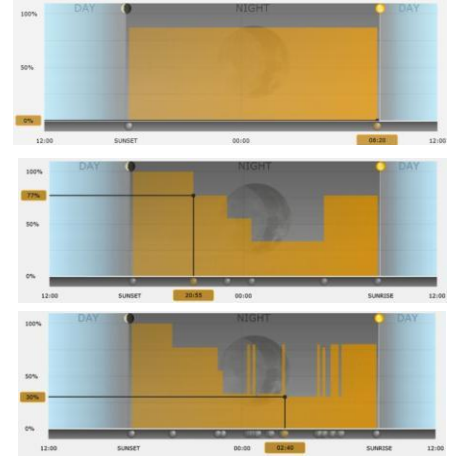 DAY NIGHT DAY
100%
50%
0%
12:00 SUNSET 00:00 08:20 12:00
DAY NIGHT DAY
100%
77%
50%
0%
12:00 SUNSET 20:55 00:00 SUNRISE 12:00
DAY NIGHT DAY
100%
50%
30%
0%
12:00 SUNSET 00:00 02:40 SUNRISE 12:00